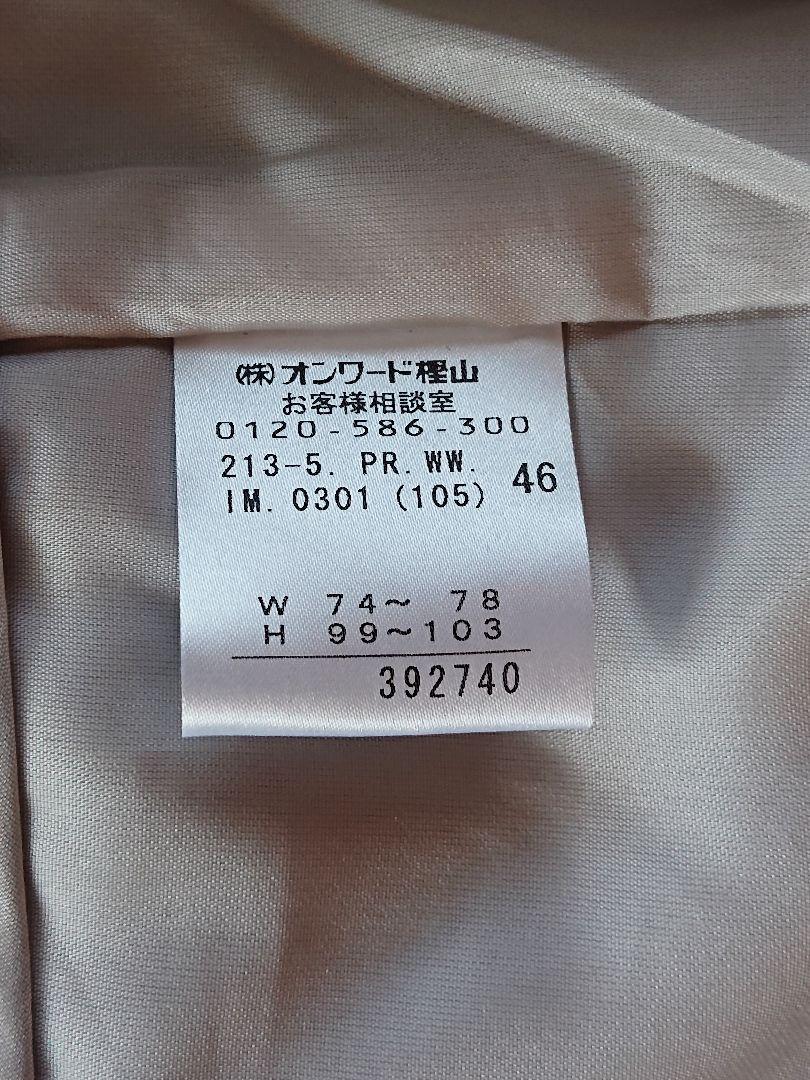 (株)オンワード樫山
お客様相談室
0120-586-300
213-5. PR. WW.
IM. 0301 (105) 46
W 74～ 78
H 99～103
392740